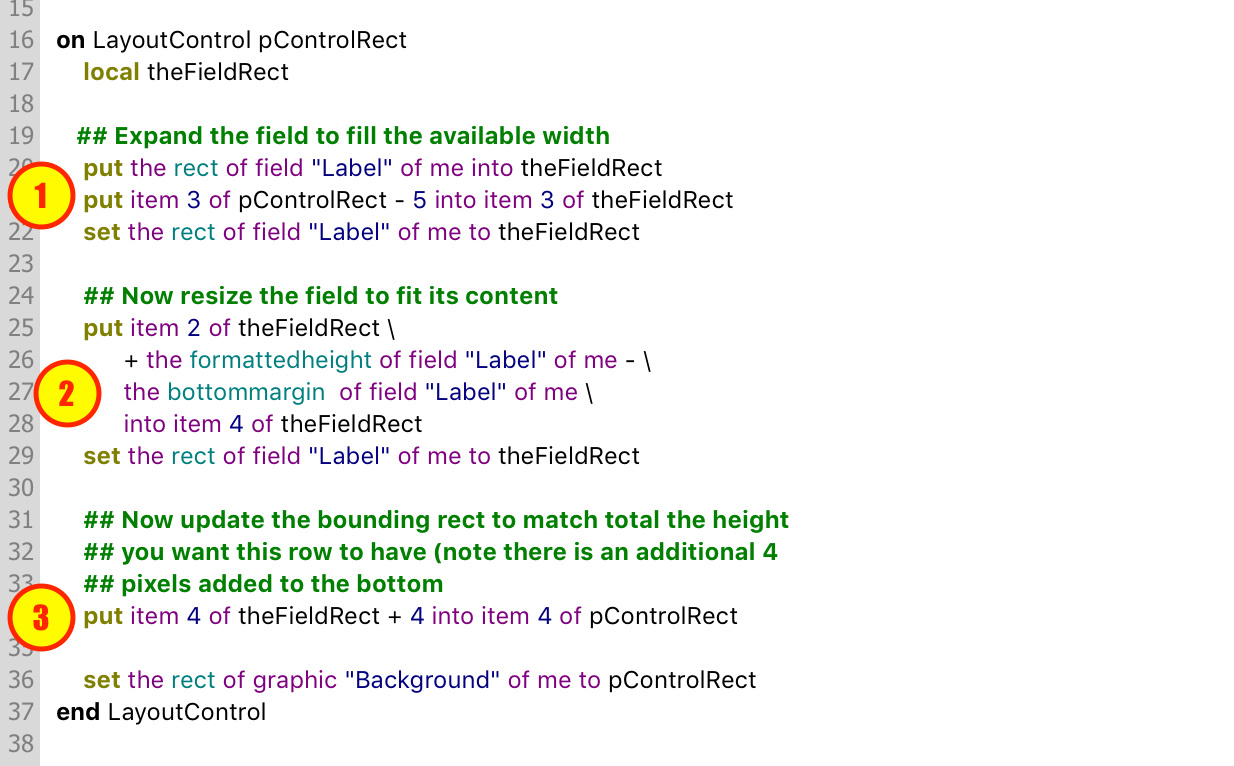 15
16 on LayoutControl pControlRect
17 local theFieldRect
18
19 ## Expand the field to fill the available width
20 put the rect of field "Label" of me into theFieldRect
1 put item 3 of pControlRect - 5 into item 3 of theFieldRect
22 set the rect of field "Label" of me to theFieldRect
23
24 ## Now resize the field to fit its content
25 put item 2 of theFieldRect \
26 + the formattedheight of field "Label" of me - \
27 2 the bottommargin  of field "Label" of me \
28 into item 4 of theFieldRect
29 set the rect of field "Label" of me to theFieldRect
30
31 ## Now update the bounding rect to match total the height
32 ## you want this row to have (note there is an additional 4
33 ## pixels added to the bottom
3 put item 4 of theFieldRect + 4 into item 4 of pControlRect
35
36 set the rect of graphic "Background" of me to pControlRect
37 end LayoutControl
38